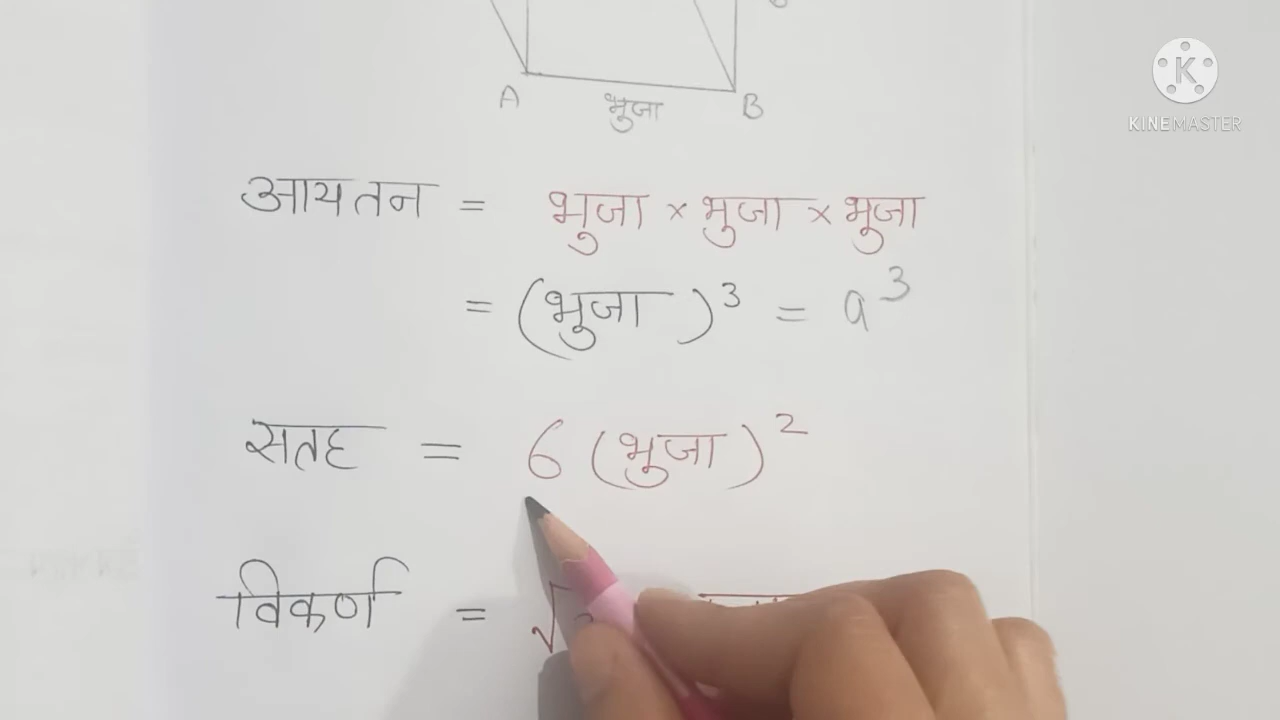 A भुजा B
आयतन = भुजा × भुजा × भुजा
= (भुजा)³ = a³
सतह = 6 (भुजा)²
विकर्ण = √
K
KINEMASTER